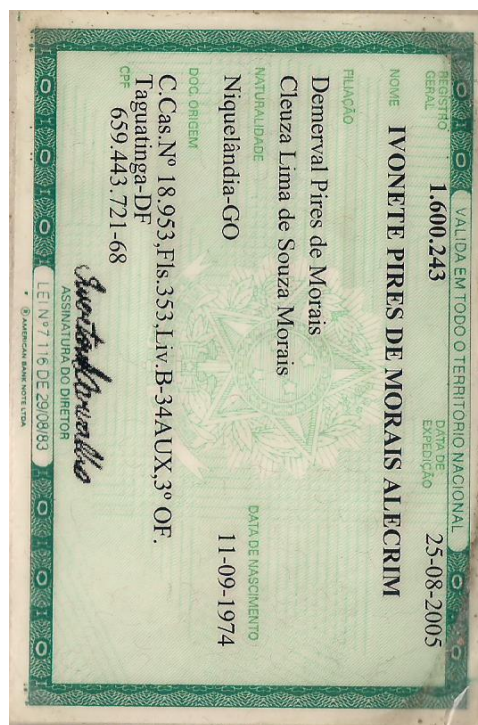 VALIDA EM TODO O TERRITÓRIO NACIONAL
REGISTRO GERAL 1.600.243 DATA DE EXPEDIÇÃO 25-08-2005
NOME IVONETE PIRES DE MORAIS ALECRIM
FILIAÇÃO
Demerval Pires de Morais
Cleuza Lima de Souza Morais
NATURALIDADE DATA DE NASCIMENTO
Niquelândia-GO 11-09-1974
DOC. ORIGEM
C.Cas.Nº 18.953,Fls.353,Liv.B-34AUX,3º OF.
Taguatinga-DF
CPF 659.443.721-68
ASSINATURA DO DIRETOR
LEI Nº 7 116 DE 29/08/83
AMERICAN BANK NOTE LTDA